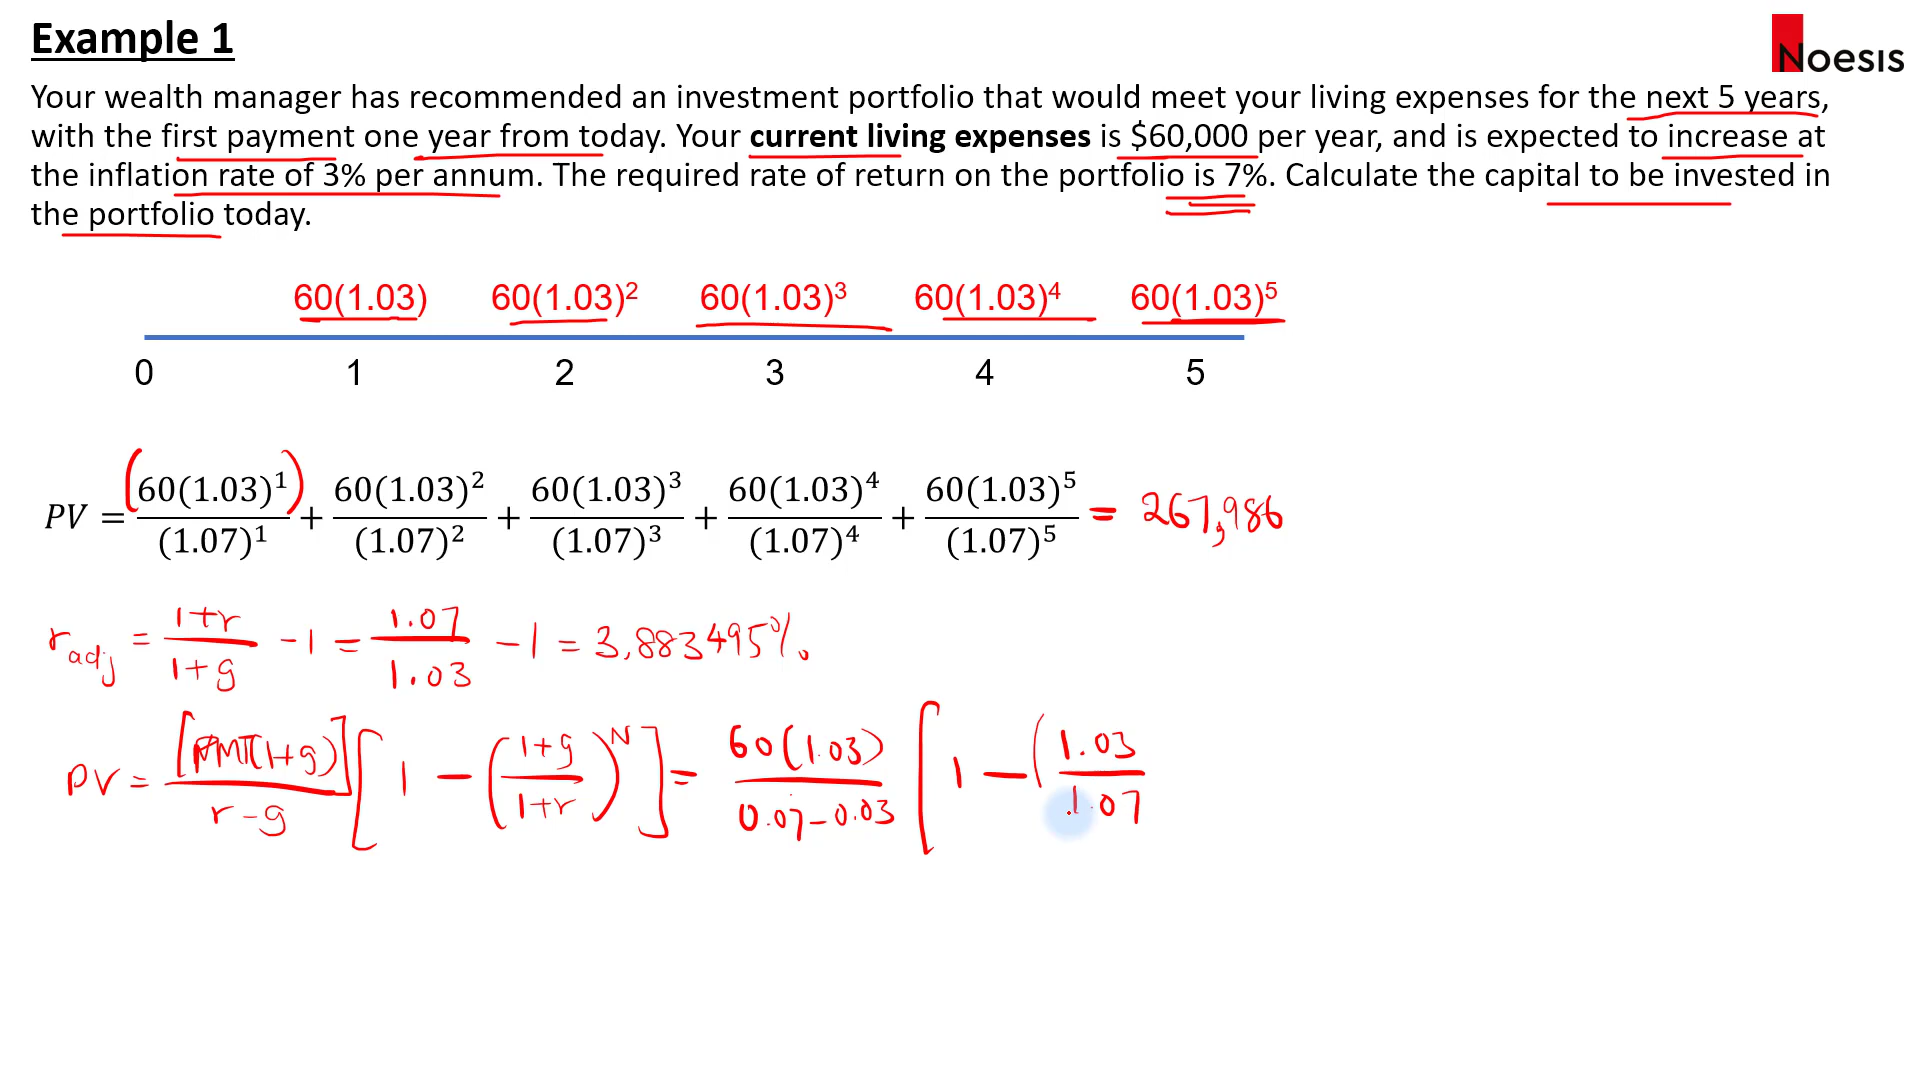 Example 1
Noesis
Your wealth manager has recommended an investment portfolio that would meet your living expenses for the next 5 years,
with the first payment one year from today. Your current living expenses is $60,000 per year, and is expected to increase at
the inflation rate of 3% per annum. The required rate of return on the portfolio is 7%. Calculate the capital to be invested in
the portfolio today.
60(1.03) 60(1.03)² 60(1.03)³ 60(1.03)⁴ 60(1.03)⁵
0 1 2 3 4 5
PV = (60(1.03)¹)/(1.07)¹ + 60(1.03)²/(1.07)² + 60(1.03)³/(1.07)³ + 60(1.03)⁴/(1.07)⁴ + 60(1.03)⁵/(1.07)⁵ = 267,986
r adj = 1+r/1+g − 1 = 1.07/1.03 − 1 = 3.883495%
PV = [PMT(1+g)]/r−g [1 − (1+g/1+r)^N] = 60(1.03)/0.07−0.03 [1 − (1.03/1.07